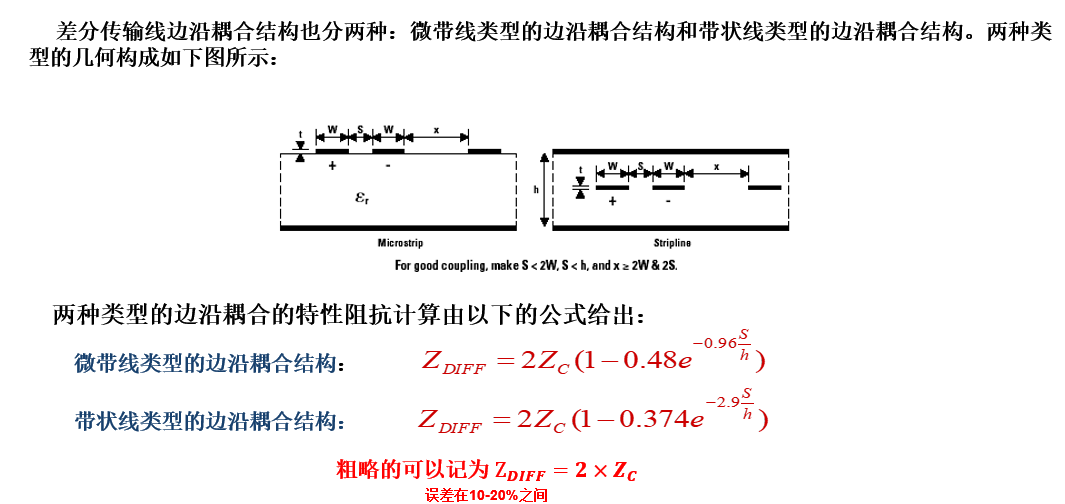 差分传输线边沿耦合结构也分两种：微带线类型的边沿耦合结构和带状线类型的边沿耦合结构。两种类
型的几何构成如下图所示：
t W S W x
+ -
εr
Microstrip
h
t W S W x
+ -
Stripline
For good coupling, make S < 2W, S < h, and x ≥ 2W & 2S.
两种类型的边沿耦合的特性阻抗计算由以下的公式给出：
微带线类型的边沿耦合结构： Z_DIFF = 2Z_C(1−0.48e^(−0.96 S/h))
带状线类型的边沿耦合结构： Z_DIFF = 2Z_C(1−0.374e^(−2.9 S/h))
粗略的可以记为 Z_DIFF = 2 × Z_C
误差在10-20%之间